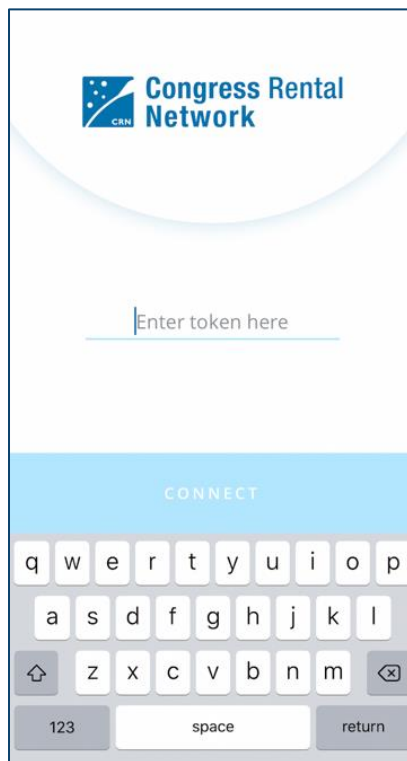 Congress Rental
Network
CRN
Enter token here
CONNECT
q w e r t y u i o p
a s d f g h j k l
z x c v b n m
123 space return